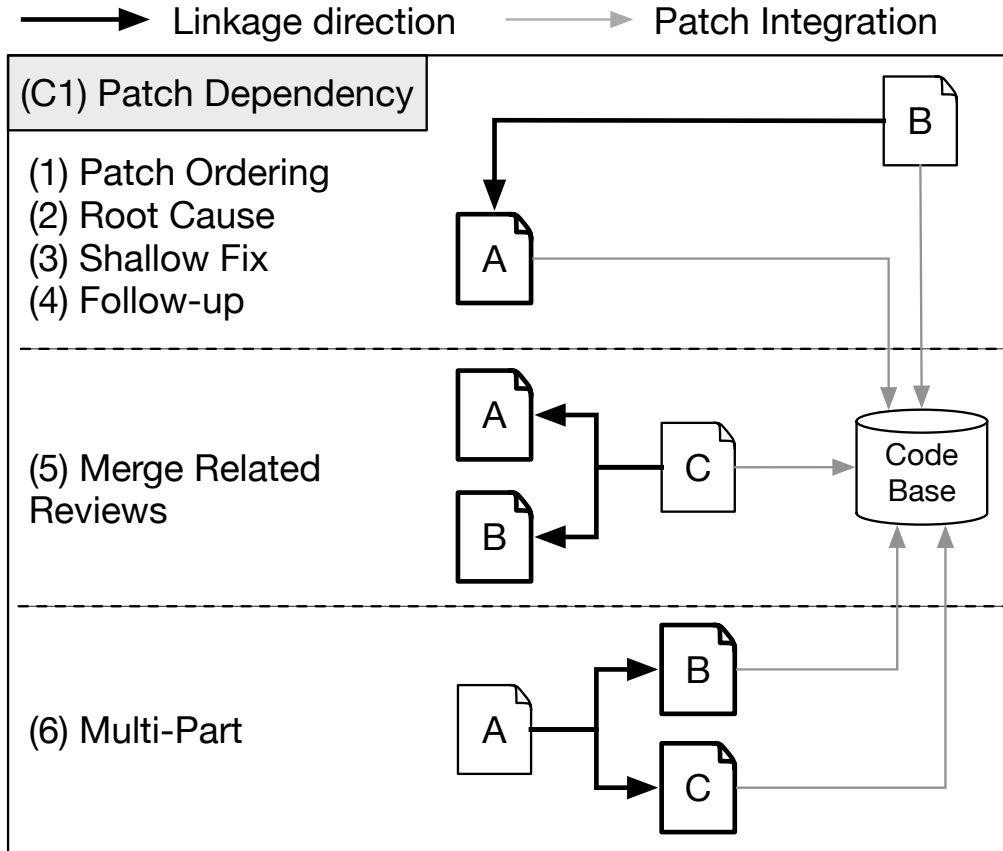 Linkage direction
Patch Integration
(C1) Patch Dependency
B
(1) Patch Ordering
(2) Root Cause
(3) Shallow Fix
(4) Follow-up
A
A
(5) Merge Related
Reviews
C
B
Code
Base
B
(6) Multi-Part
A
C